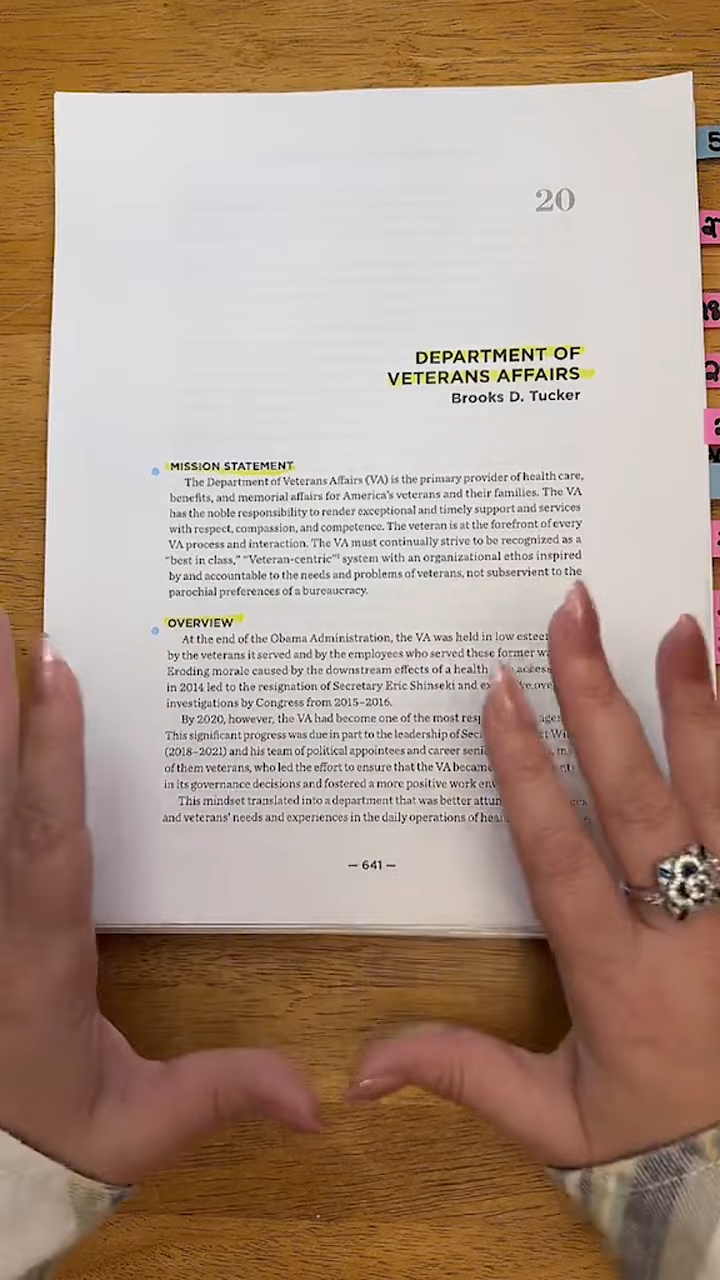 20
DEPARTMENT OF
VETERANS AFFAIRS
Brooks D. Tucker
MISSION STATEMENT
The Department of Veterans Affairs (VA) is the primary provider of health care,
benefits, and memorial affairs for America's veterans and their families. The VA
has the noble responsibility to render exceptional and timely support and services
with respect, compassion, and competence. The veteran is at the forefront of every
VA process and interaction. The VA must continually strive to be recognized as a
"best in class," "Veteran-centric"¹ system with an organizational ethos inspired
by and accountable to the needs and problems of veterans, not subservient to the
parochial preferences of a bureaucracy.
OVERVIEW
At the end of the Obama Administration, the VA was held in low
by the veterans it served and by the employees who served these former
Eroding morale caused by the downstream effects of a health access
in 2014 led to the resignation of Secretary Eric Shinseki and
investigations by Congress from 2015–2016.
By 2020, however, the VA had become one of the most
This significant progress was due in part to the leadership of
(2018–2021) and his team of political appointees and career
of them veterans, who led the effort to ensure that the VA became
in its governance decisions and fostered a more positive work
This mindset translated into a department that was better
and veterans' needs and experiences in the daily operations of
— 641 —
5